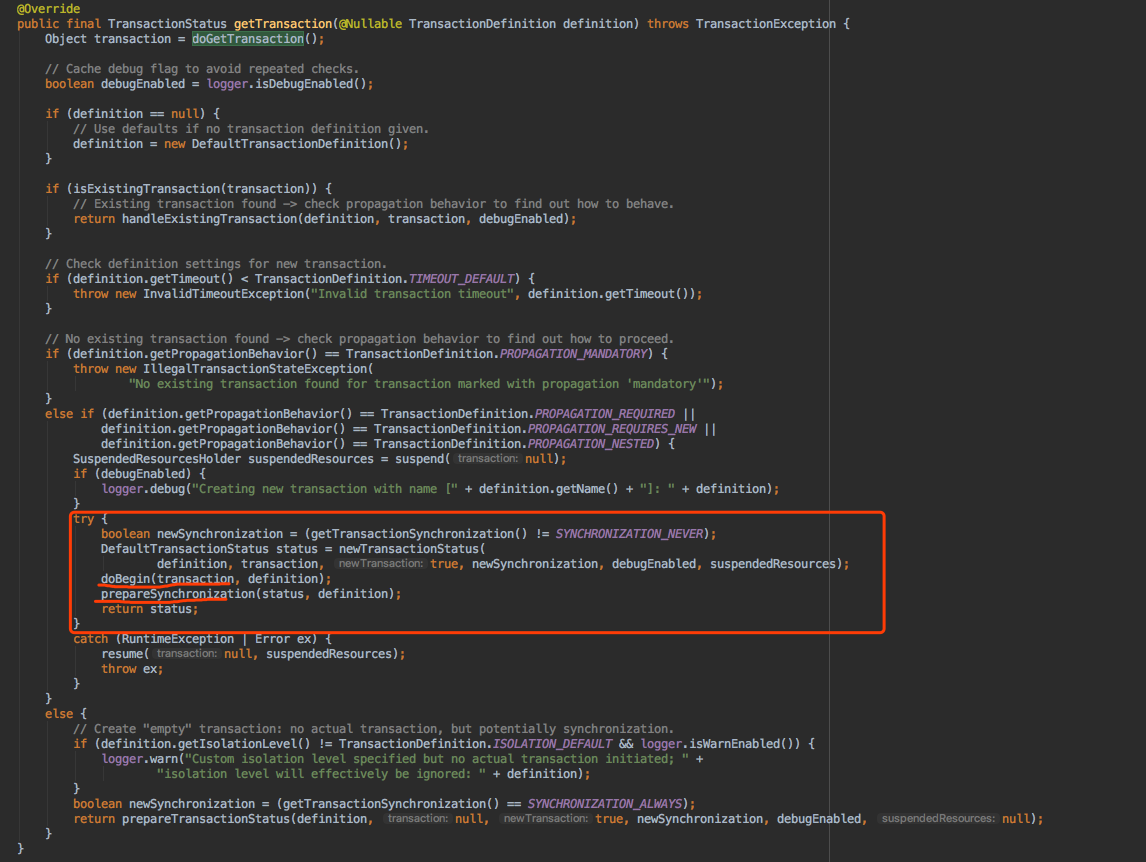 @Override
public final TransactionStatus getTransaction(@Nullable TransactionDefinition definition) throws TransactionException {
    Object transaction = doGetTransaction();

    // Cache debug flag to avoid repeated checks.
    boolean debugEnabled = logger.isDebugEnabled();

    if (definition == null) {
        // Use defaults if no transaction definition given.
        definition = new DefaultTransactionDefinition();
    }

    if (isExistingTransaction(transaction)) {
        // Existing transaction found -> check propagation behavior to find out how to behave.
        return handleExistingTransaction(definition, transaction, debugEnabled);
    }

    // Check definition settings for new transaction.
    if (definition.getTimeout() < TransactionDefinition.TIMEOUT_DEFAULT) {
        throw new InvalidTimeoutException("Invalid transaction timeout", definition.getTimeout());
    }

    // No existing transaction found -> check propagation behavior to find out how to proceed.
    if (definition.getPropagationBehavior() == TransactionDefinition.PROPAGATION_MANDATORY) {
        throw new IllegalTransactionStateException(
                "No existing transaction found for transaction marked with propagation 'mandatory'");
    }
    else if (definition.getPropagationBehavior() == TransactionDefinition.PROPAGATION_REQUIRED ||
            definition.getPropagationBehavior() == TransactionDefinition.PROPAGATION_REQUIRES_NEW ||
            definition.getPropagationBehavior() == TransactionDefinition.PROPAGATION_NESTED) {
        SuspendedResourcesHolder suspendedResources = suspend( transaction: null);
        if (debugEnabled) {
            logger.debug("Creating new transaction with name [" + definition.getName() + "]: " + definition);
        }
        try {
            boolean newSynchronization = (getTransactionSynchronization() != SYNCHRONIZATION_NEVER);
            DefaultTransactionStatus status = newTransactionStatus(
                    definition, transaction, newTransaction: true, newSynchronization, debugEnabled, suspendedResources);
            doBegin(transaction, definition);
            prepareSynchronization(status, definition);
            return status;
        }
        catch (RuntimeException | Error ex) {
            resume( transaction: null, suspendedResources);
            throw ex;
        }
    }
    else {
        // Create "empty" transaction: no actual transaction, but potentially synchronization.
        if (definition.getIsolationLevel() != TransactionDefinition.ISOLATION_DEFAULT && logger.isWarnEnabled()) {
            logger.warn("Custom isolation level specified but no actual transaction initiated; " +
                    "isolation level will effectively be ignored: " + definition);
        }
        boolean newSynchronization = (getTransactionSynchronization() == SYNCHRONIZATION_ALWAYS);
        return prepareTransactionStatus(definition, transaction: null, newTransaction: true, newSynchronization, debugEnabled, suspendedResources: null);
    }
}